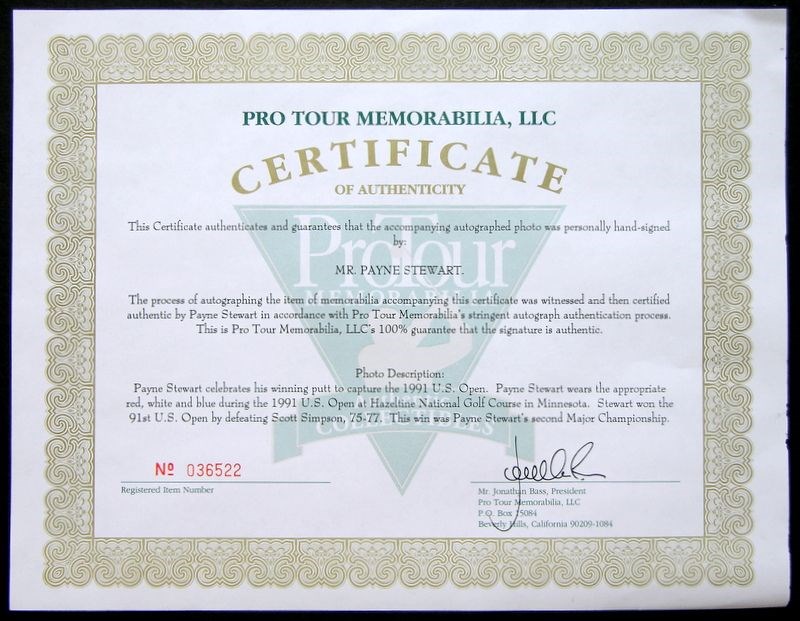 PRO TOUR MEMORABILIA, LLC
CERTIFICATE
OF AUTHENTICITY
This Certificate authenticates and guarantees that the accompanying autographed photo was personally hand-signed
by:
MR. PAYNE STEWART.
ProTour
MEMORABILIA
The process of autographing the item of memorabilia accompanying this certificate was witnessed and then certified
authentic by Payne Stewart in accordance with Pro Tour Memorabilia's stringent autograph authentication process.
This is Pro Tour Memorabilia, LLC's 100% guarantee that the signature is authentic.
Photo Description:
Payne Stewart celebrates his winning putt to capture the 1991 U.S. Open. Payne Stewart wears the appropriate
red, white and blue during the 1991 U.S. Open at Hazeltine National Golf Course in Minnesota. Stewart won the
91st U.S. Open by defeating Scott Simpson, 75-77. This win was Payne Stewart's second Major Championship.
COLLECTIBLES
Nº 036522
Registered Item Number
Mr. Jonathan Bass, President
Pro Tour Memorabilia, LLC
P.O. Box 15084
Beverly Hills, California 90209-1084